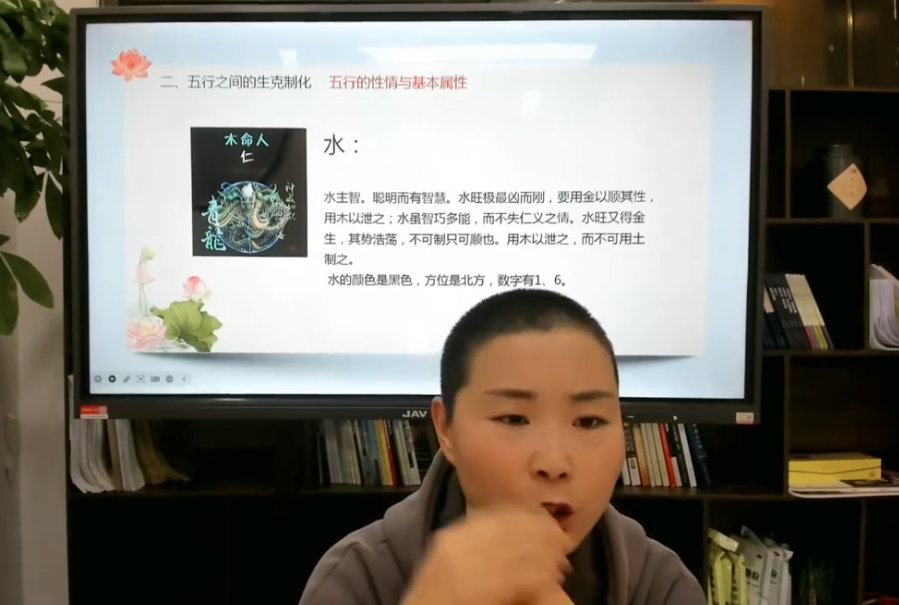 二、五行之间的生克制化 五行的性情与基本属性
木命人
仁
青龍
水：
水主智。聪明而有智慧。水旺极最凶而刚，要用金以顺其性，
用木以泄之；水虽智巧多能，而不失仁义之情。水旺又得金
生，其势浩荡，不可制只可顺也。用木以泄之，而不可用土
制之。
水的颜色是黑色，方位是北方，数字有1、6。
JAV